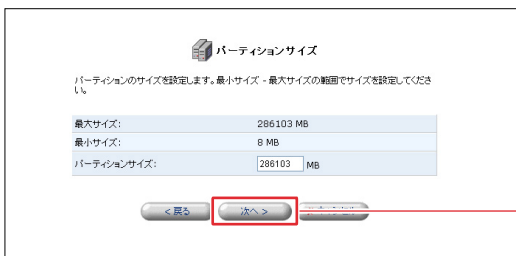 パーティションサイズ
パーティションのサイズを設定します。最小サイズ - 最大サイズの範囲でサイズを設定してくださ
い。
最大サイズ: 286103 MB
最小サイズ: 8 MB
パーティションサイズ: 286103 MB
< 戻る 次へ >